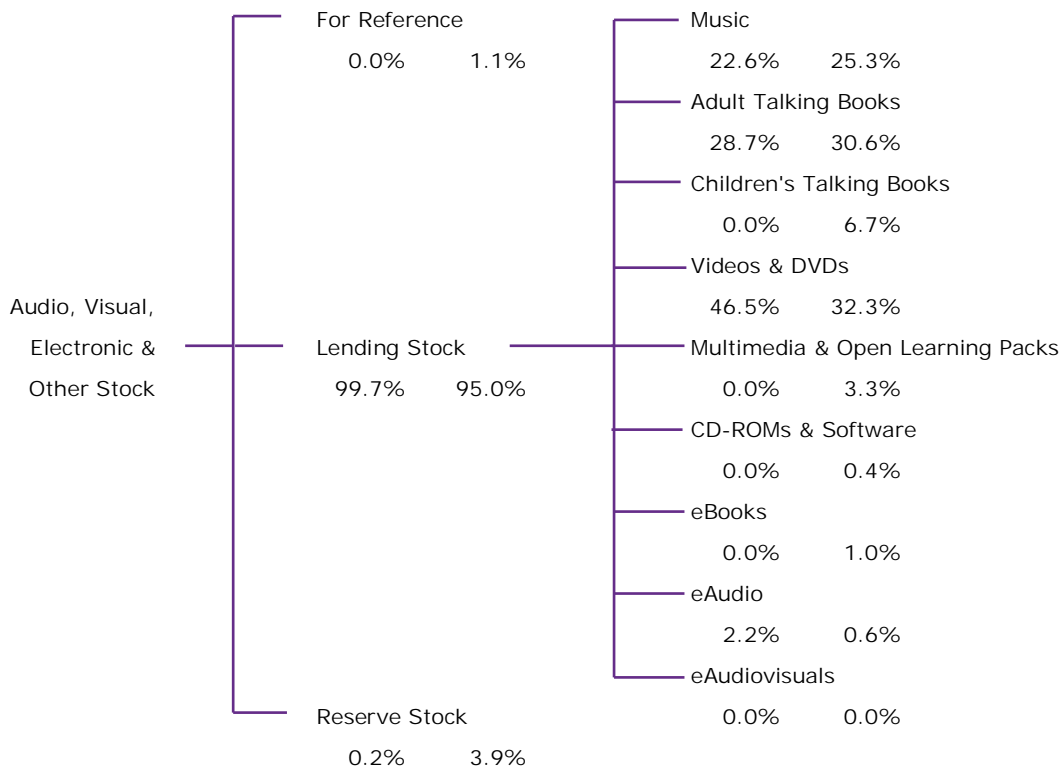 For Reference
0.0% 1.1%
Audio, Visual,
Electronic &
Other Stock
Lending Stock
99.7% 95.0%
Reserve Stock
0.2% 3.9%
Music
22.6% 25.3%
Adult Talking Books
28.7% 30.6%
Children's Talking Books
0.0% 6.7%
Videos & DVDs
46.5% 32.3%
Multimedia & Open Learning Packs
0.0% 3.3%
CD-ROMs & Software
0.0% 0.4%
eBooks
0.0% 1.0%
eAudio
2.2% 0.6%
eAudiovisuals
0.0% 0.0%